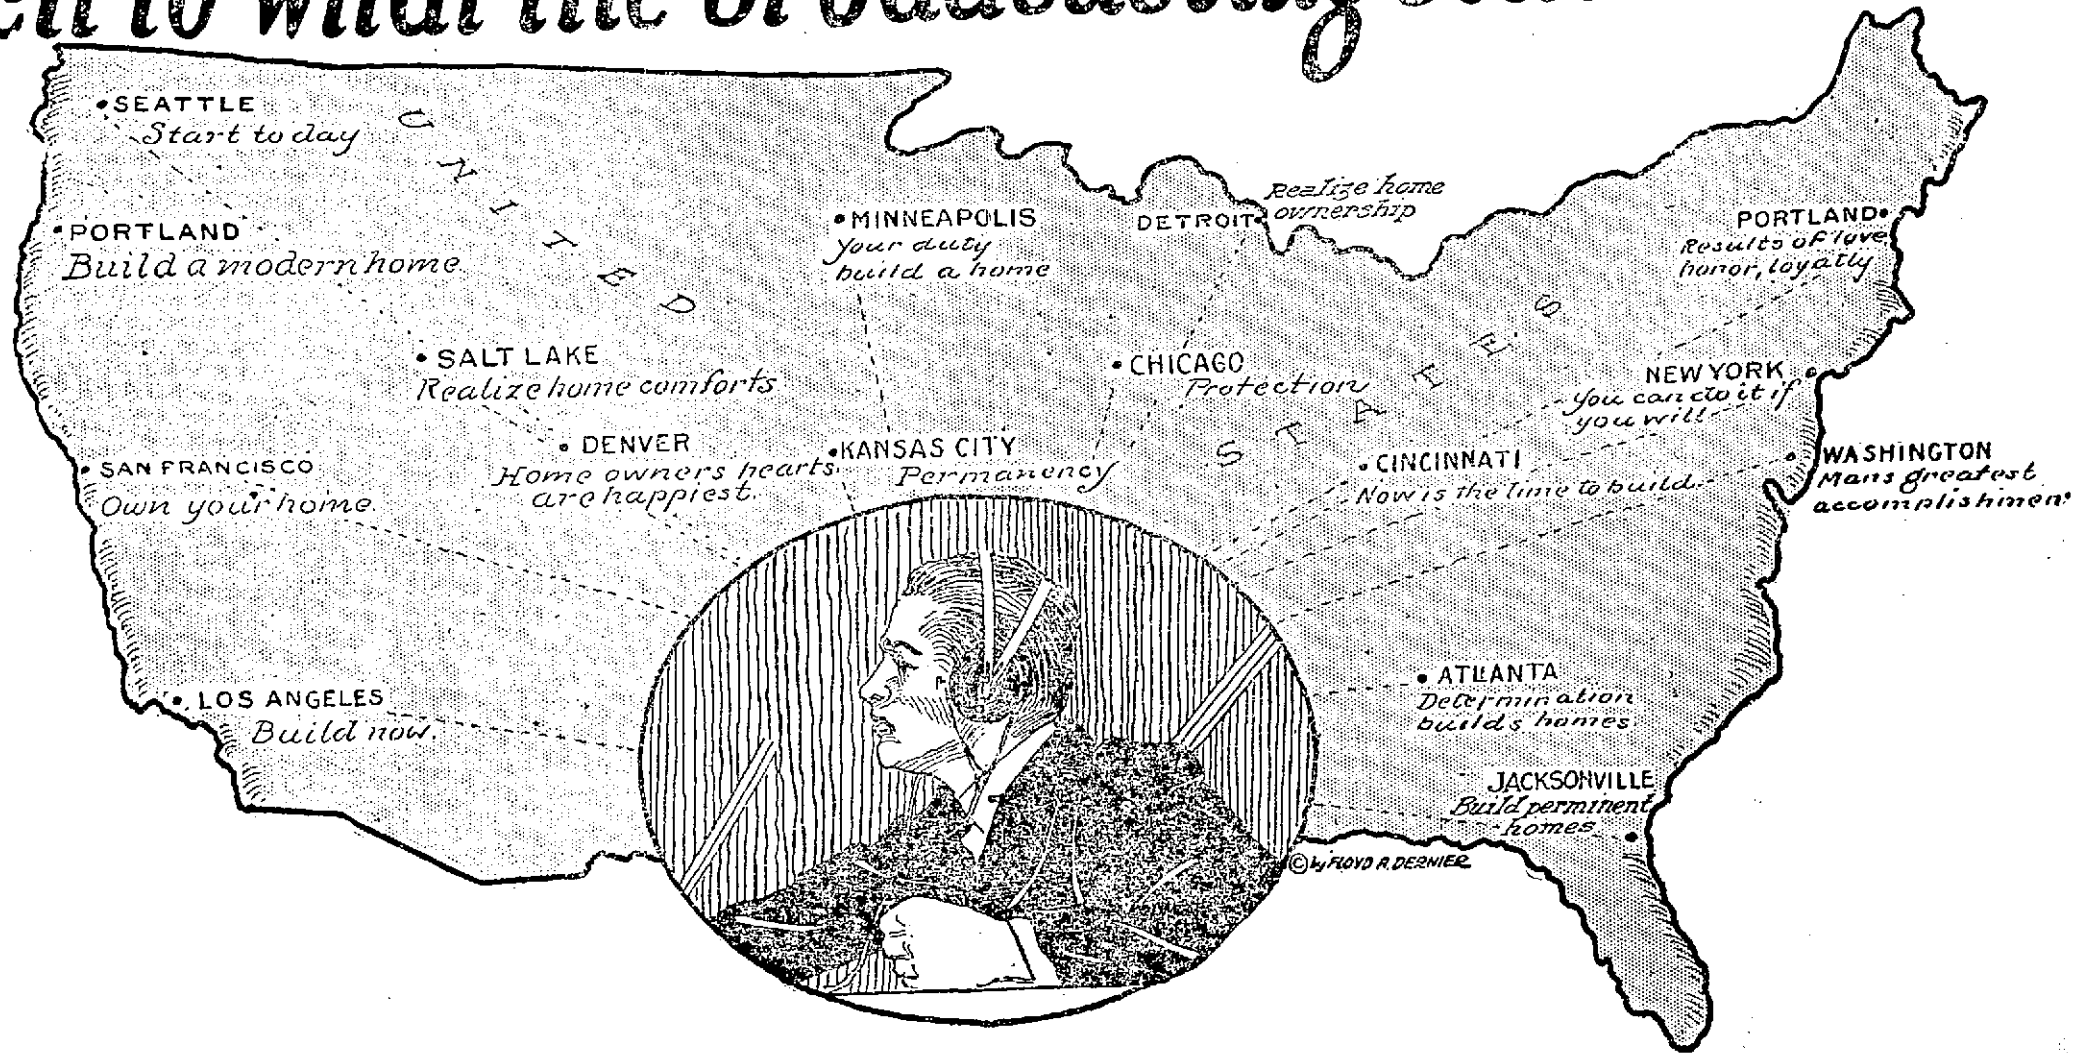 to what the broadcasting
SEATTLE
Start to day
UNITED
PORTLAND
Build a modern home
MINNEAPOLIS
Your duty
build a home
DETROIT
Realize home
ownership
PORTLAND
Results of love
honor, loyatly
STATES
SALT LAKE
Realize home comforts
CHICAGO
Protection
NEW YORK
You can do it if
you will
DENVER
Home owners hearts
are happiest.
KANSAS CITY
Permanency
CINCINNATI
Now is the time to build.
WASHINGTON
Mans greatest
accomplishment
SAN FRANCISCO
Own your home.
LOS ANGELES
Build now.
ATLANTA
Determination
builds homes
JACKSONVILLE
Build perminent
homes
© by FLOYD A. DERNIER